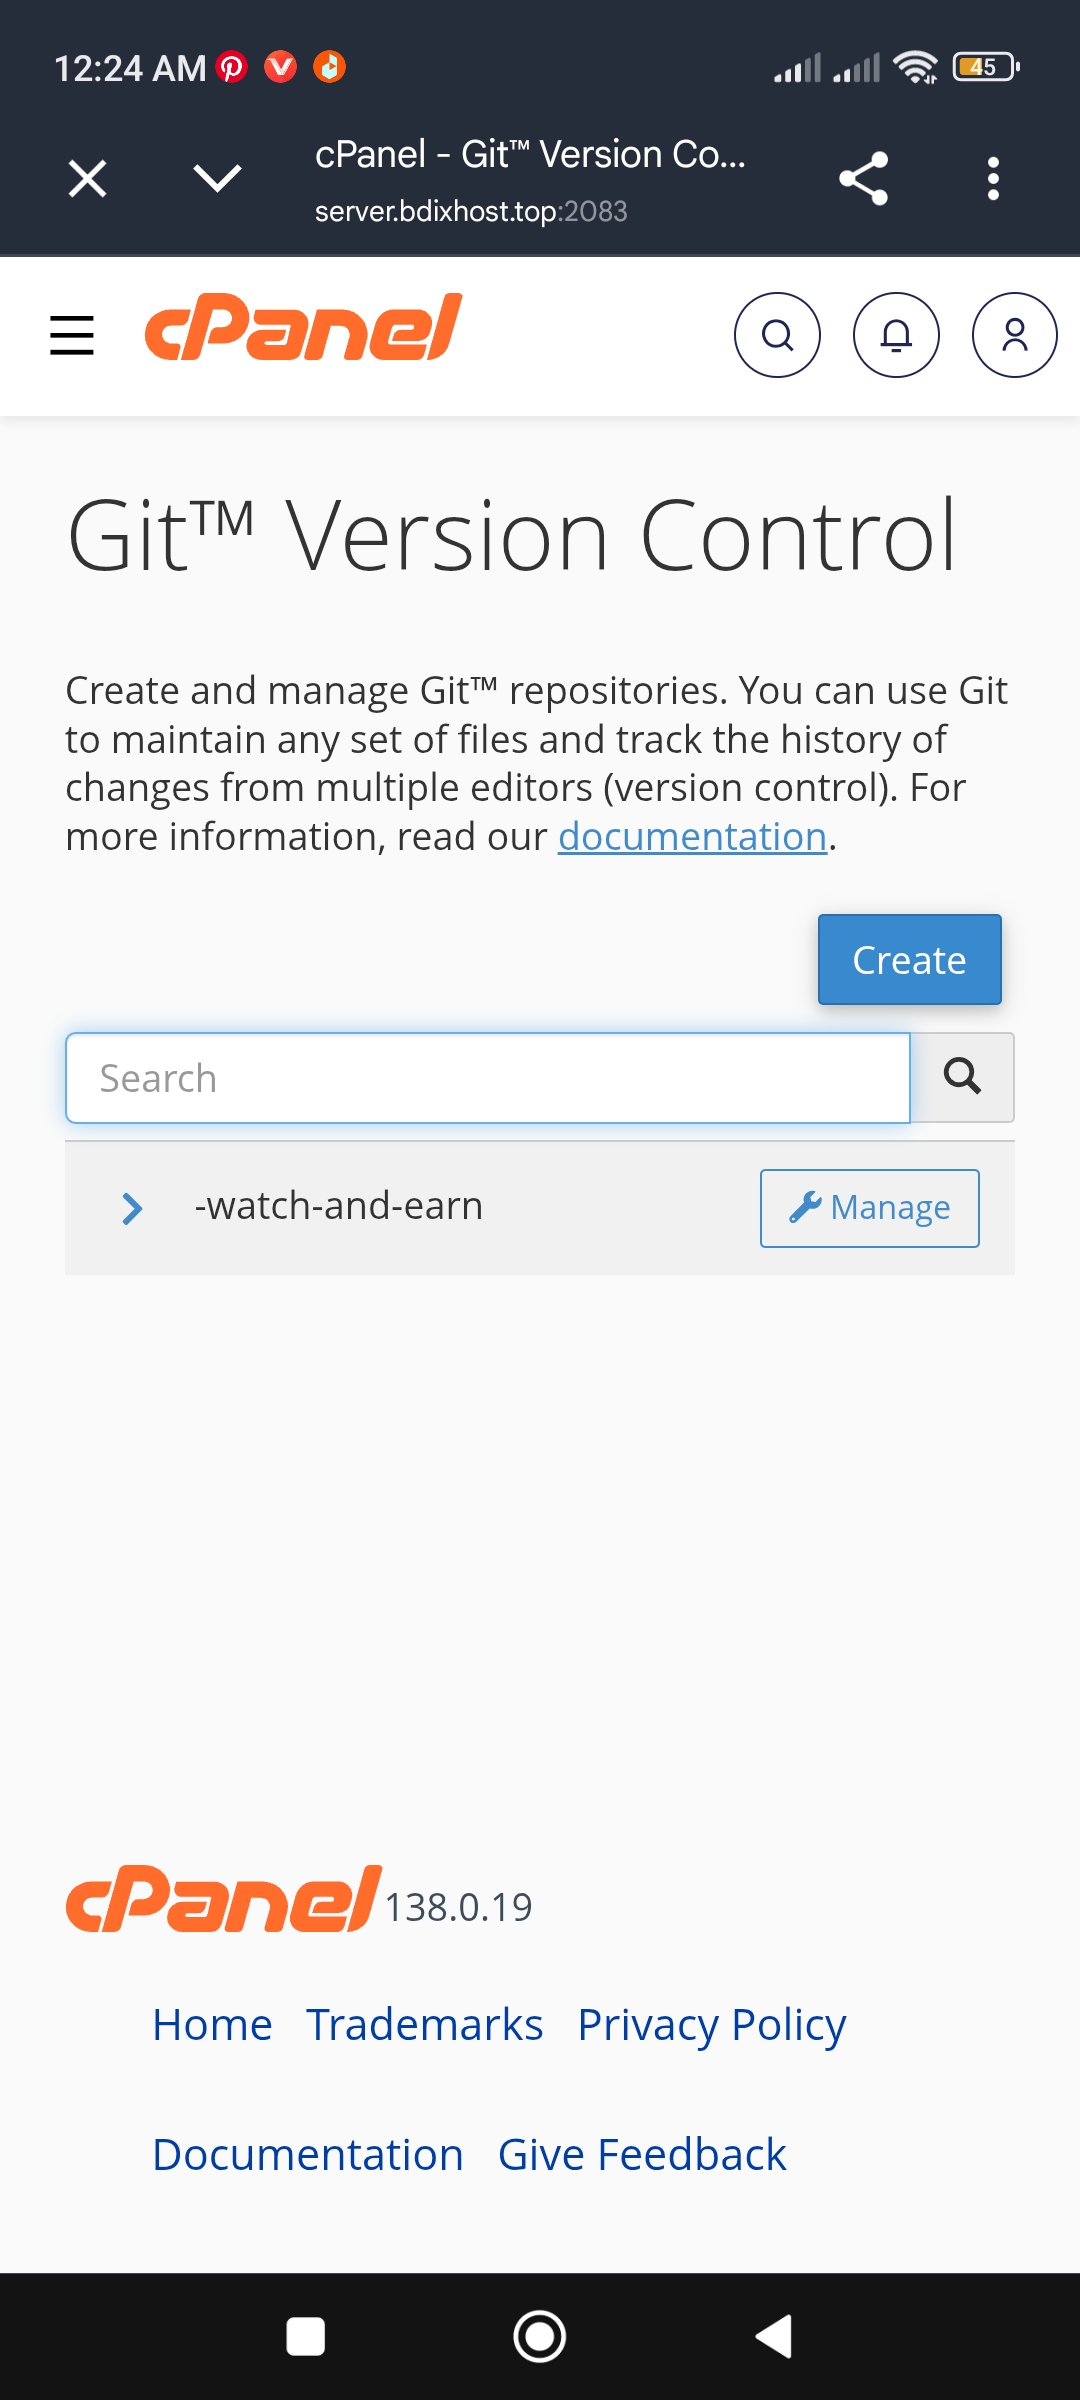 12:24 AM
45
cPanel - Git™ Version Co...
server.bdixhost.top:2083
cPanel
Git™ Version Control
Create and manage Git™ repositories. You can use Git
to maintain any set of files and track the history of
changes from multiple editors (version control). For
more information, read our documentation.
Create
Search
-watch-and-earn
Manage
cPanel 138.0.19
Home Trademarks Privacy Policy
Documentation Give Feedback